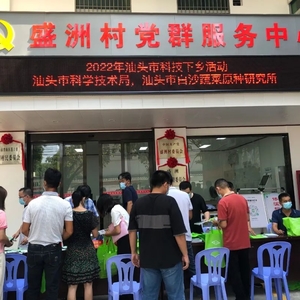 盛洲村党群服务中心
2022年汕头市科技下乡活动
汕头市科学技术局，汕头市白沙蔬菜原种研究所